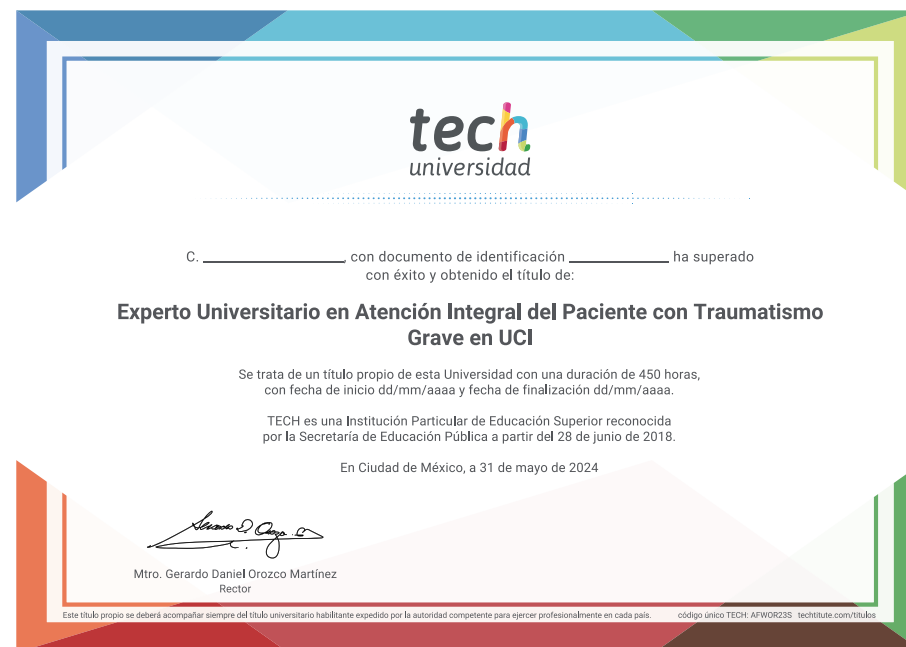 tech
universidad
C. ____________, con documento de identificación ____________ ha superado
con éxito y obtenido el título de:
Experto Universitario en Atención Integral del Paciente con Traumatismo
Grave en UCI
Se trata de un título propio de esta Universidad con una duración de 450 horas,
con fecha de inicio dd/mm/aaaa y fecha de finalización dd/mm/aaaa.
TECH es una Institución Particular de Educación Superior reconocida
por la Secretaría de Educación Pública a partir del 28 de junio de 2018.
En Ciudad de México, a 31 de mayo de 2024
Mtro. Gerardo Daniel Orozco Martínez
Rector
Este título propio se deberá acompañar siempre del título universitario habilitante expedido por la autoridad competente para ejercer profesionalmente en cada país. código único TECH: AFWOR23S techtitute.com/titulos